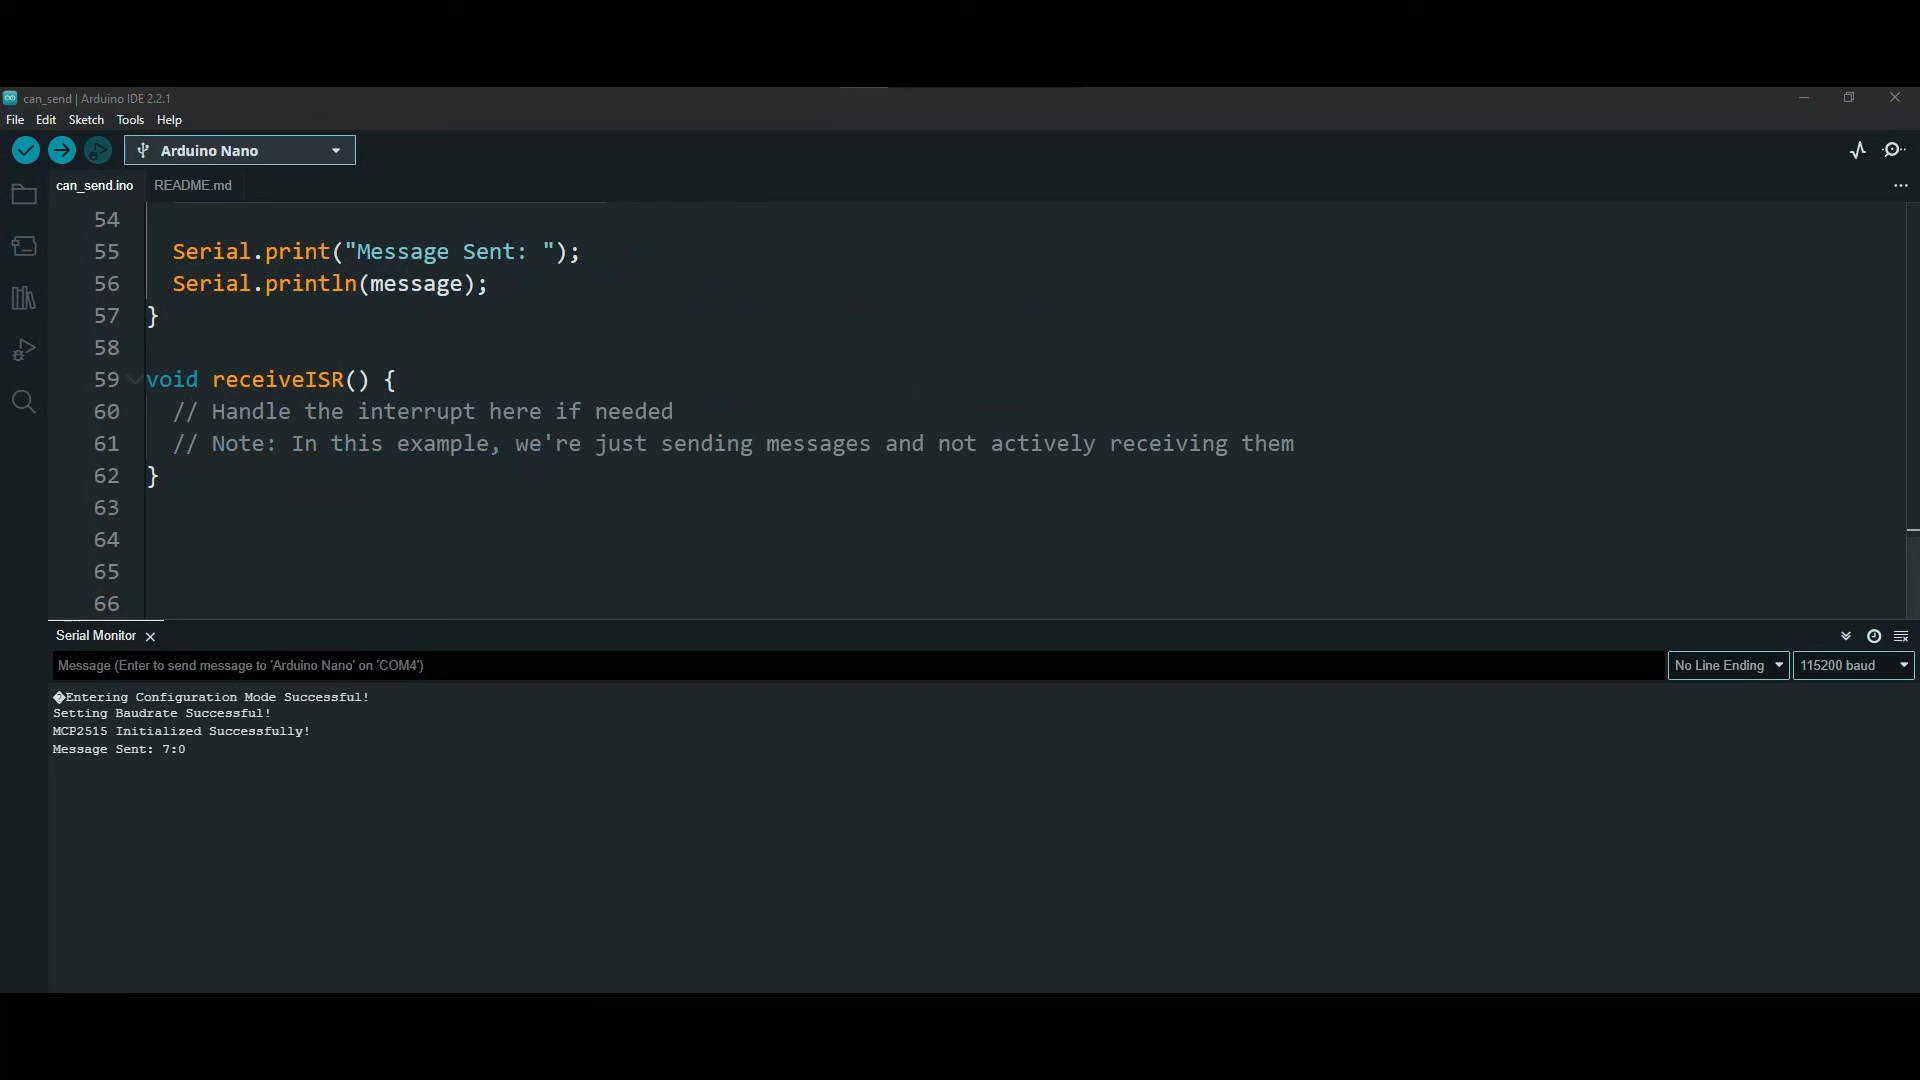 can_send | Arduino IDE 2.2.1
File Edit Sketch Tools Help
Arduino Nano
can_send.ino README.md
54
55 Serial.print("Message Sent: ");
56 Serial.println(message);
57 }
58
59 void receiveISR() {
60 // Handle the interrupt here if needed
61 // Note: In this example, we're just sending messages and not actively receiving them
62 }
63
64
65
66
Serial Monitor
Message (Enter to send message to 'Arduino Nano' on 'COM4') No Line Ending 115200 baud
�Entering Configuration Mode Successful!
Setting Baudrate Successful!
MCP2515 Initialized Successfully!
Message Sent: 7:0